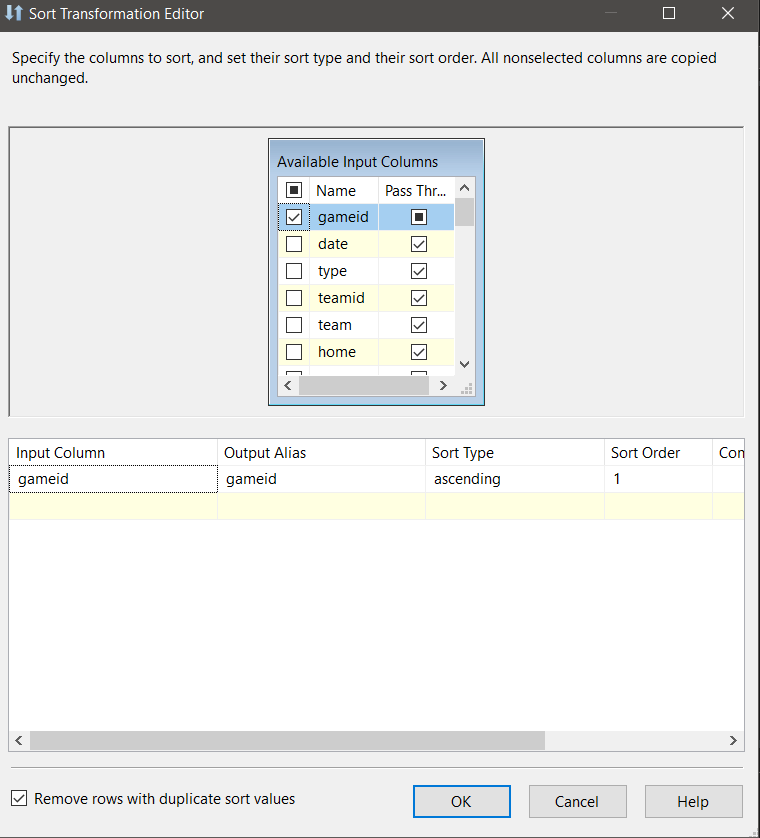 Sort Transformation Editor
Specify the columns to sort, and set their sort type and their sort order. All nonselected columns are copied
unchanged.
Available Input Columns
Name Pass Thr...
gameid
date
type
teamid
team
home
Input Column Output Alias Sort Type Sort Order Con
gameid gameid ascending 1
Remove rows with duplicate sort values
OK Cancel Help